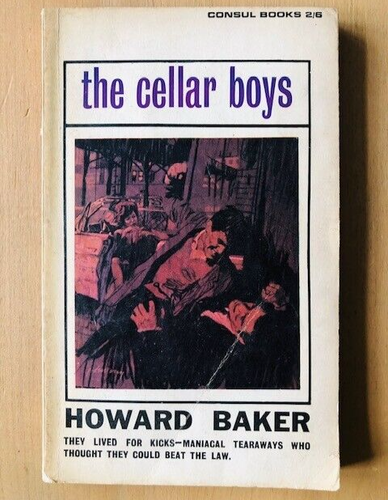 CONSUL BOOKS 2/6
the cellar boys
HOWARD BAKER
THEY LIVED FOR KICKS—MANIACAL TEARAWAYS WHO
THOUGHT THEY COULD BEAT THE LAW.